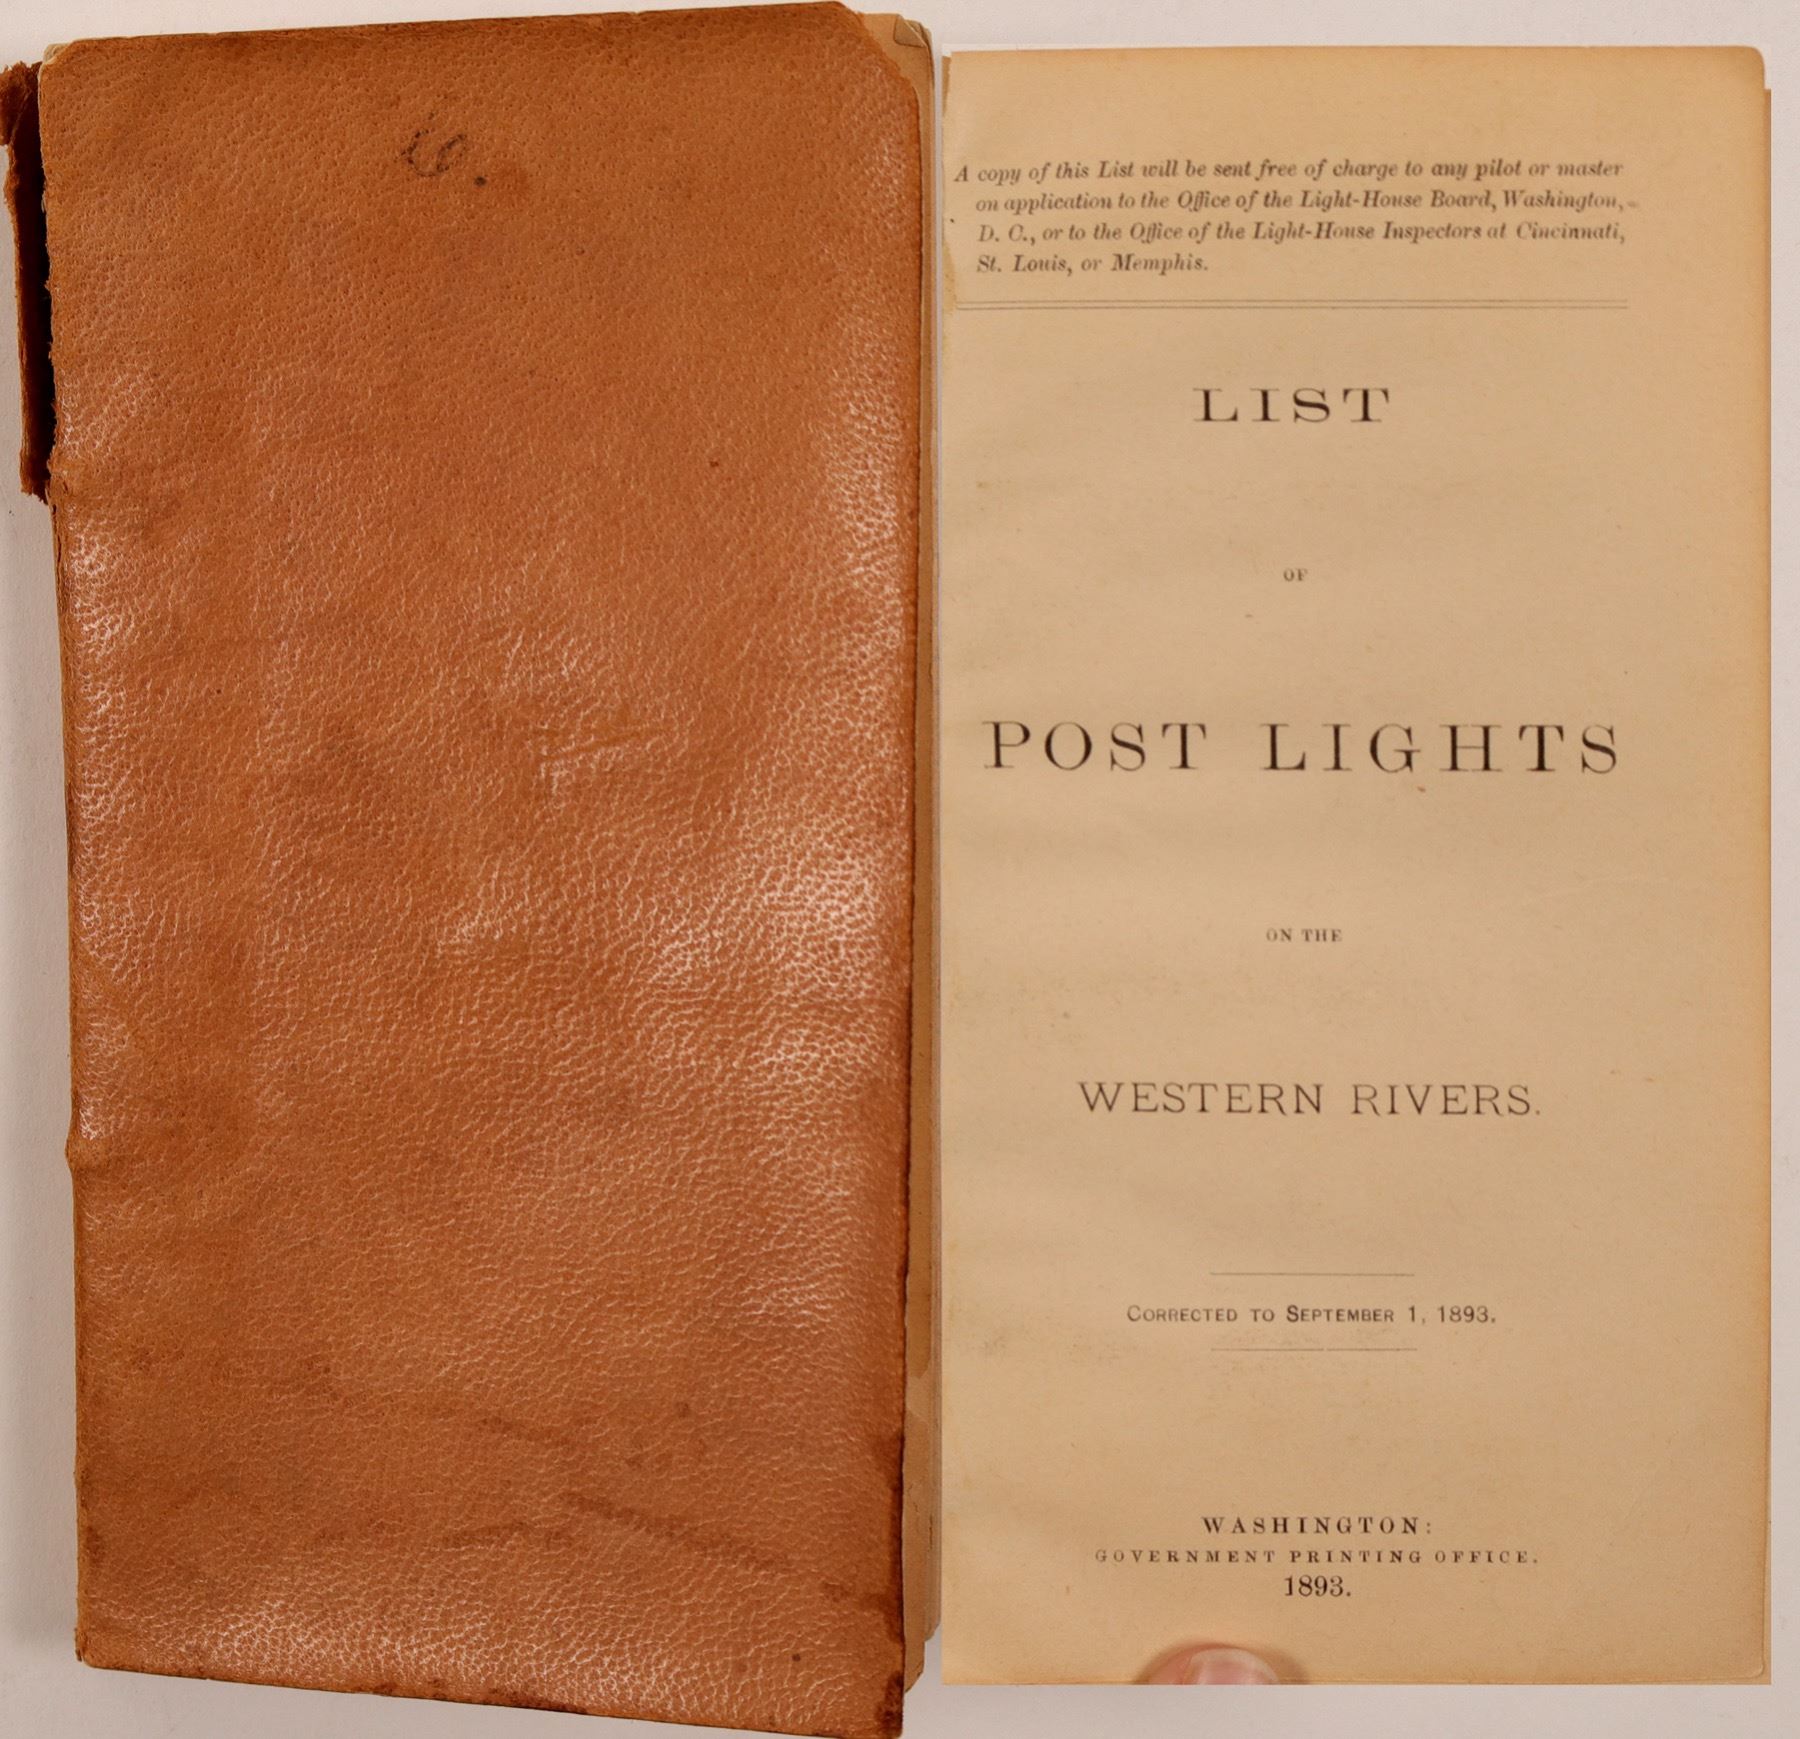 A copy of this List will be sent free of charge to any pilot or master
on application to the Office of the Light-House Board, Washington,
D. C., or to the Office of the Light-House Inspectors at Cincinnati,
St. Louis, or Memphis.
LIST
OF
POST LIGHTS
ON THE
WESTERN RIVERS.
CORRECTED TO SEPTEMBER 1, 1893.
WASHINGTON:
GOVERNMENT PRINTING OFFICE.
1893.